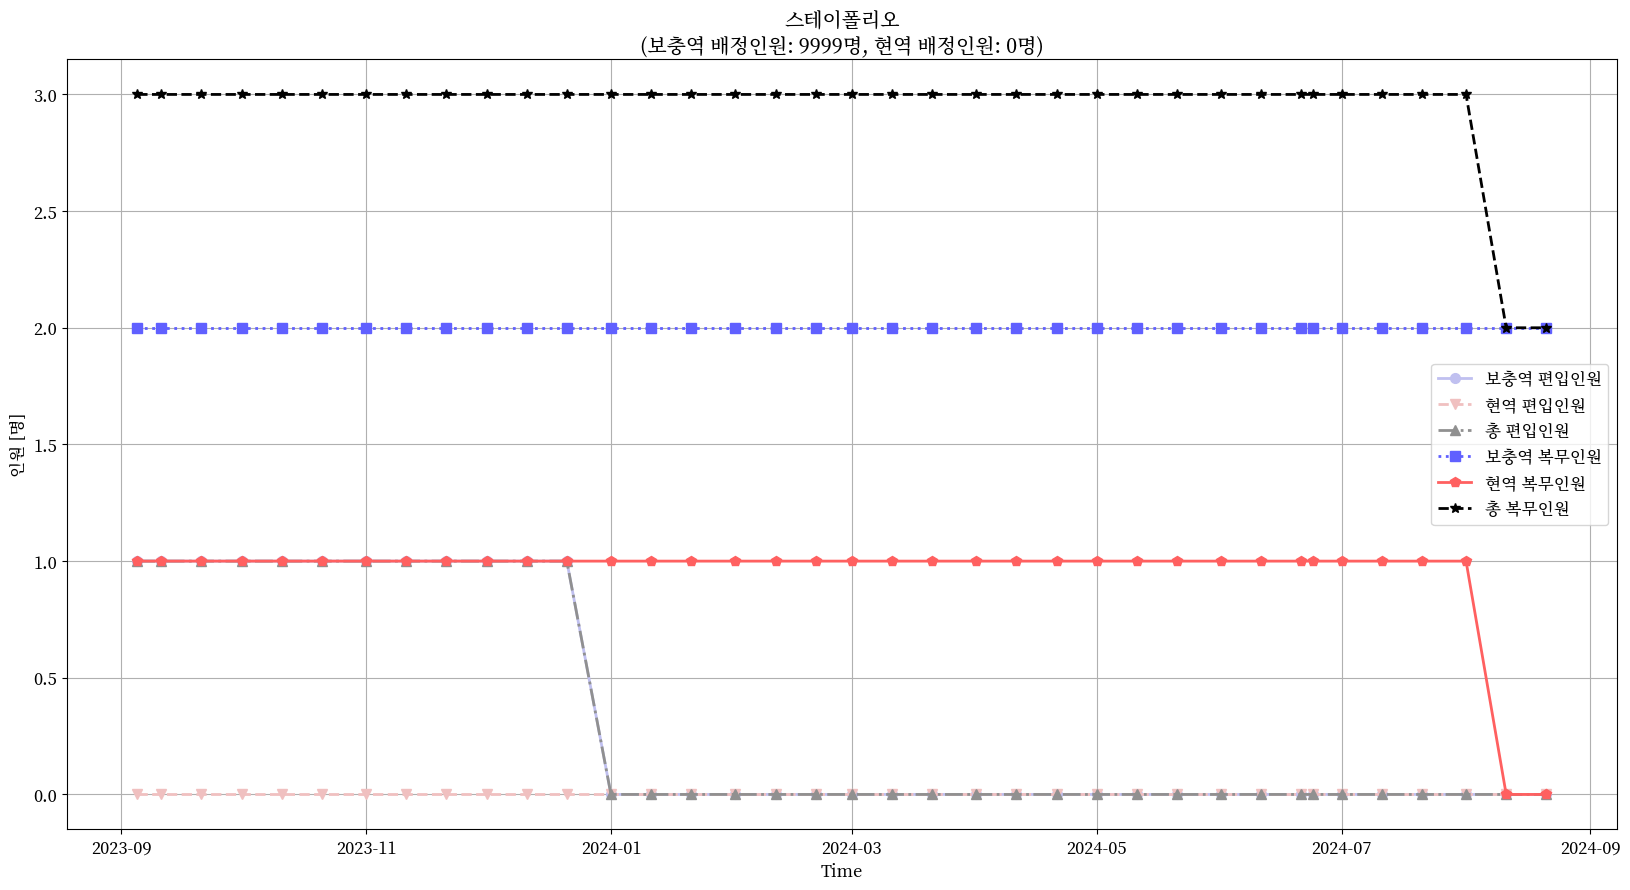 스테이폴리오
(보충역 배정인원: 9999명, 현역 배정인원: 0명)
3.0
2.5
2.0
1.5
1.0
0.5
0.0
인원 [명]
보충역 편입인원
현역 편입인원
총 편입인원
보충역 복무인원
현역 복무인원
총 복무인원
2023-09 2023-11 2024-01 2024-03 2024-05 2024-07 2024-09
Time